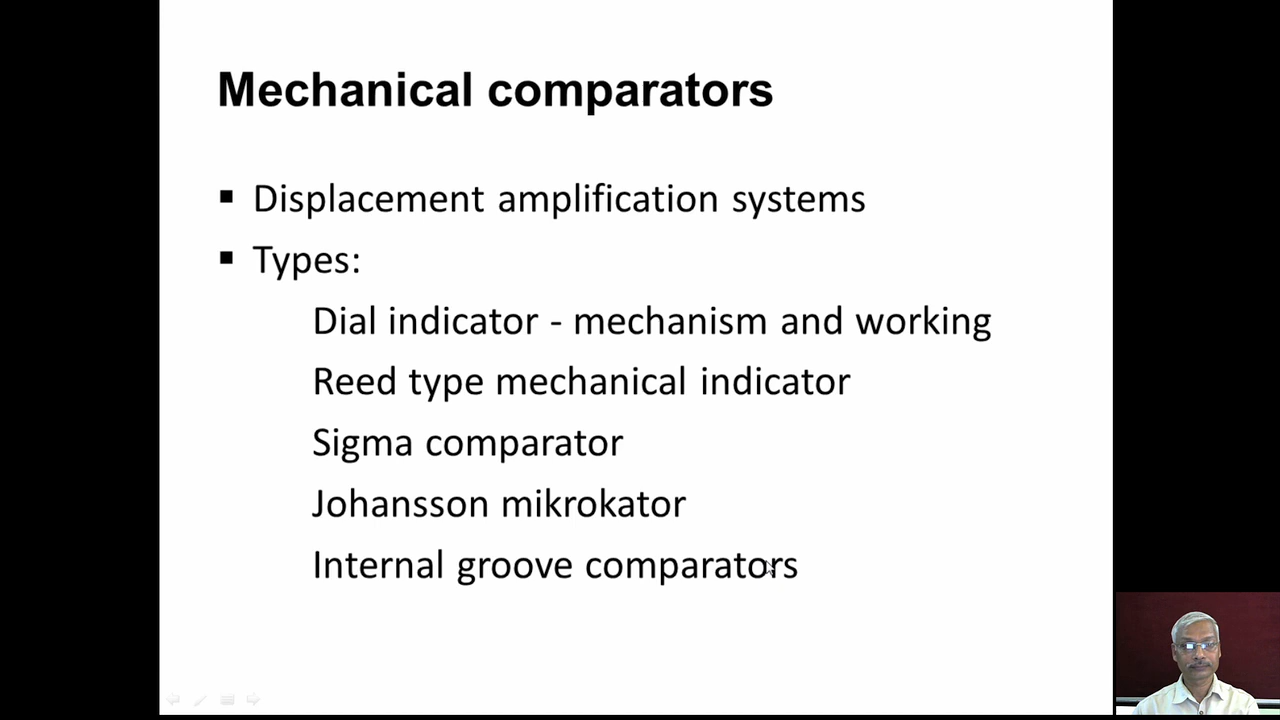 Mechanical comparators
▪ Displacement amplification systems
▪ Types:
Dial indicator - mechanism and working
Reed type mechanical indicator
Sigma comparator
Johansson mikrokator
Internal groove comparators